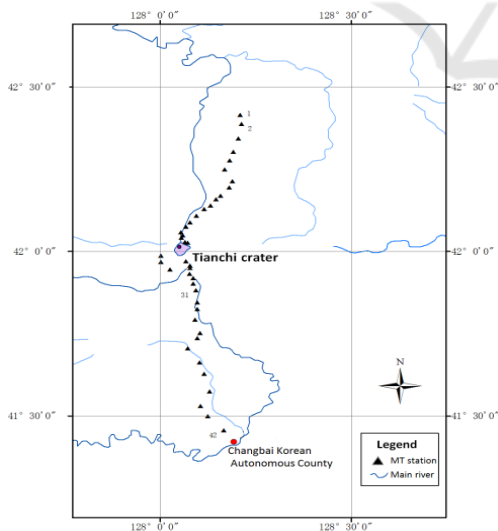 128° 0′ 0″
128° 30′ 0″
42° 30′ 0″
42° 30′ 0″
1
2
42° 0′ 0″
42° 0′ 0″
Tianchi crater
31
N
41° 30′ 0″
41° 30′ 0″
42
Changbai Korean
Autonomous County
Legend
MT station
Main river
128° 0′ 0″
128° 30′ 0″